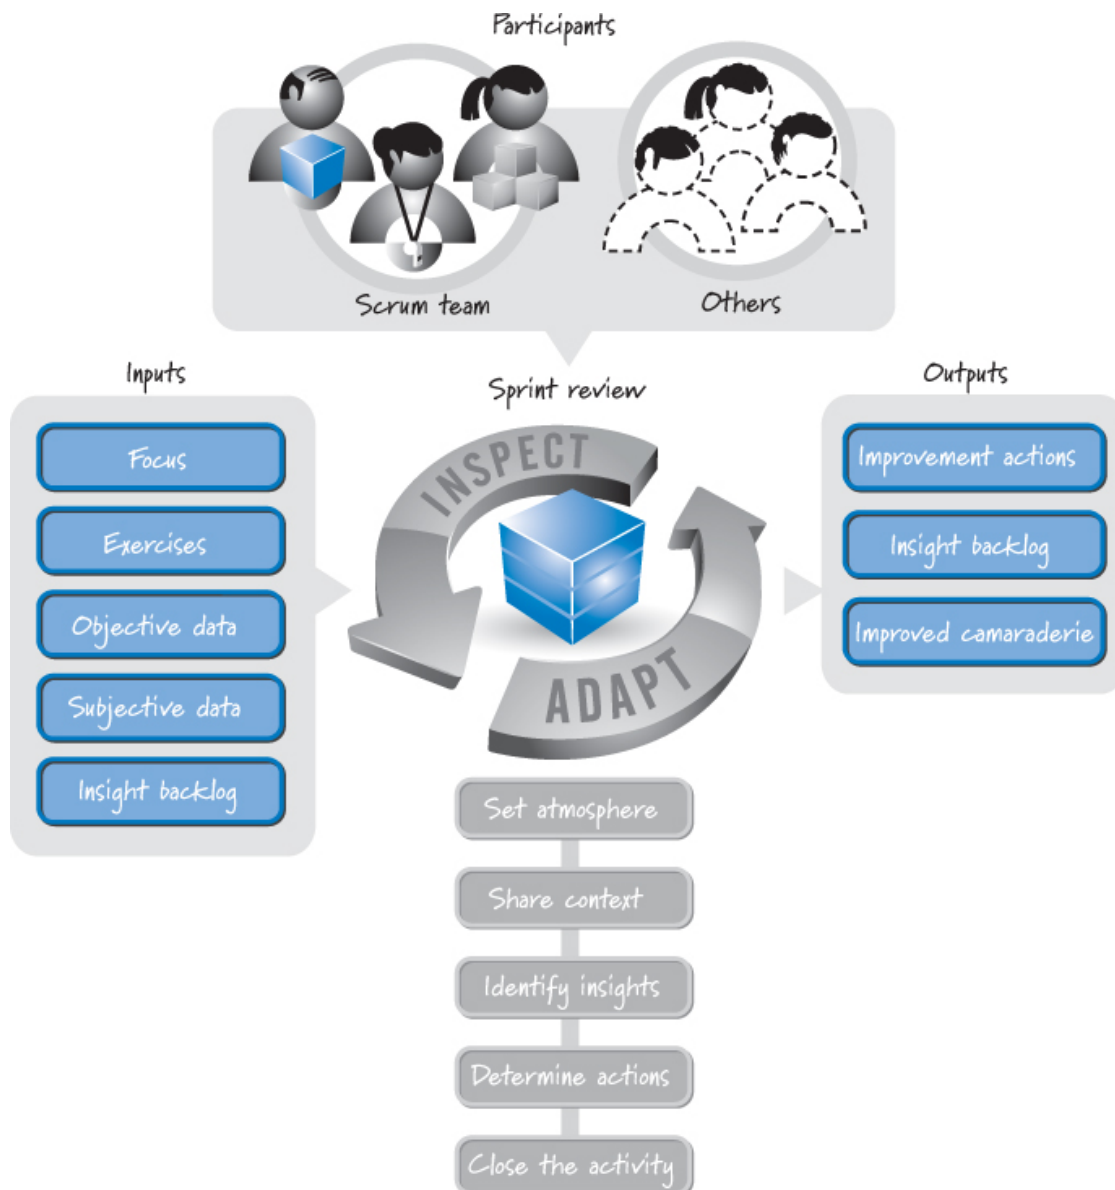 Participants
Scrum team
Others
Inputs
Focus
Exercises
Objective data
Subjective data
Insight backlog
Sprint review
INSPECT
ADAPT
Set atmosphere
Share context
Identify insights
Determine actions
Close the activity
Outputs
Improvement actions
Insight backlog
Improved camaraderie